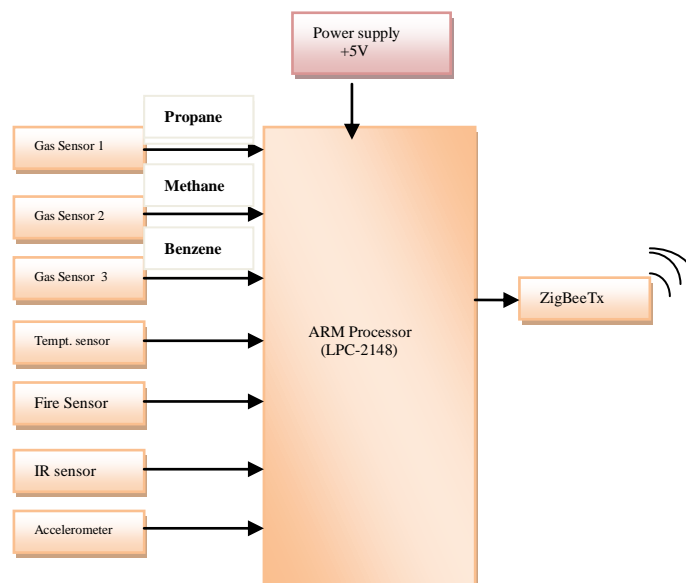 Power supply
+5V
Propane
Gas Sensor 1
Methane
Gas Sensor 2
Benzene
Gas Sensor  3
ZigBeeTx
Tempt. sensor
ARM Processor
(LPC-2148)
Fire Sensor
IR sensor
Accelerometer